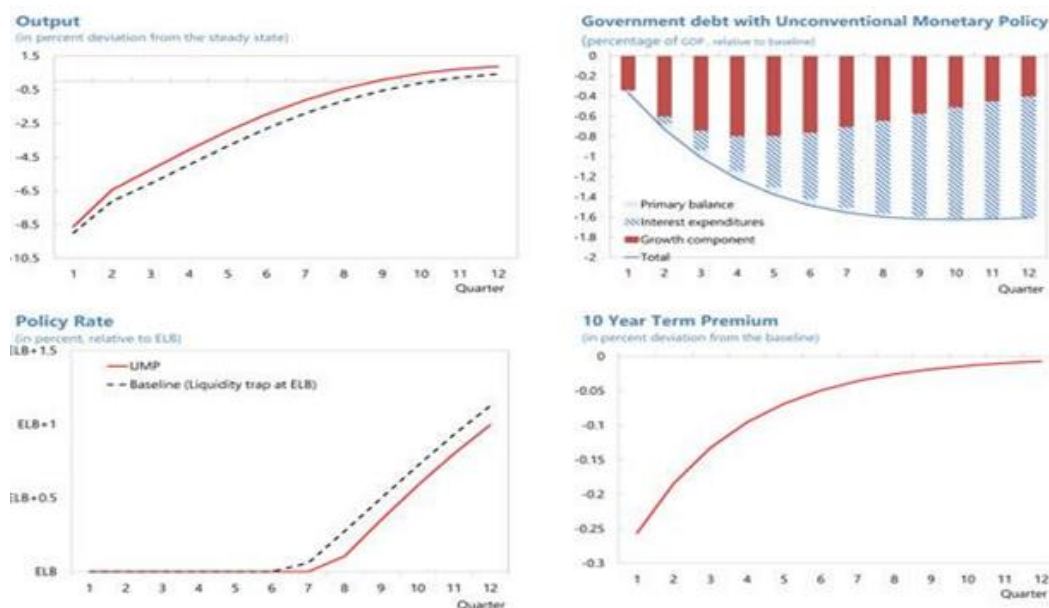 Output
(in percent deviation from the steady state)
1.5
-0.5
-2.5
-4.5
-6.5
-8.5
-10.5
1 2 3 4 5 6 7 8 9 10 11 12
Quarter
Government debt with Unconventional Monetary Policy
(percentage of GDP, relative to baseline)
0
-0.2
-0.4
-0.6
-0.8
-1
-1.2
-1.4
-1.6
-1.8
-2
Primary balance
Interest expenditures
Growth component
Total
1 2 3 4 5 6 7 8 9 10 11 12
Quarter
Policy Rate
(in percent, relative to ELB)
ELB+1.5
ELB+1
ELB+0.5
ELB
UMP
Baseline (Liquidity trap at ELB)
1 2 3 4 5 6 7 8 9 10 11 12
Quarter
10 Year Term Premium
(in percent deviation from the baseline)
0
-0.05
-0.1
-0.15
-0.2
-0.25
-0.3
1 2 3 4 5 6 7 8 9 10 11 12
Quarter